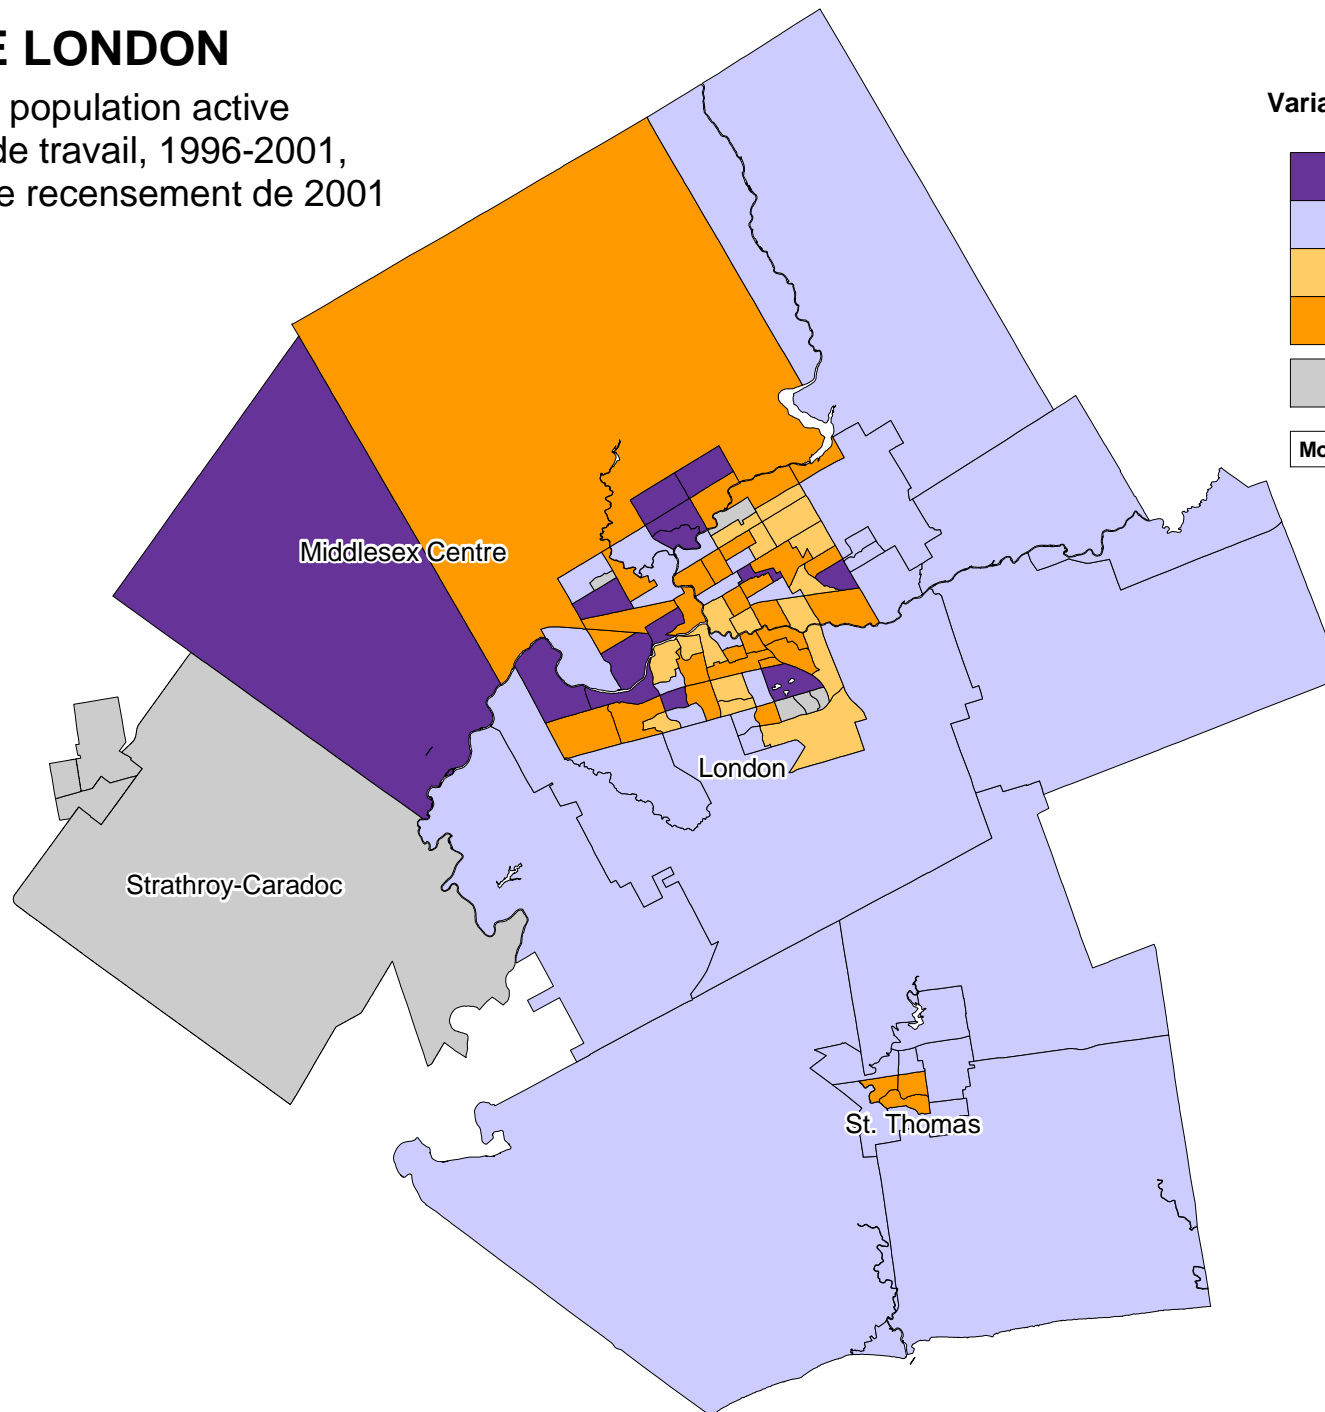 E LONDON
population active
de travail, 1996-2001,
e recensement de 2001
Varia
Mo
Middlesex Centre
London
Strathroy-Caradoc
St. Thomas